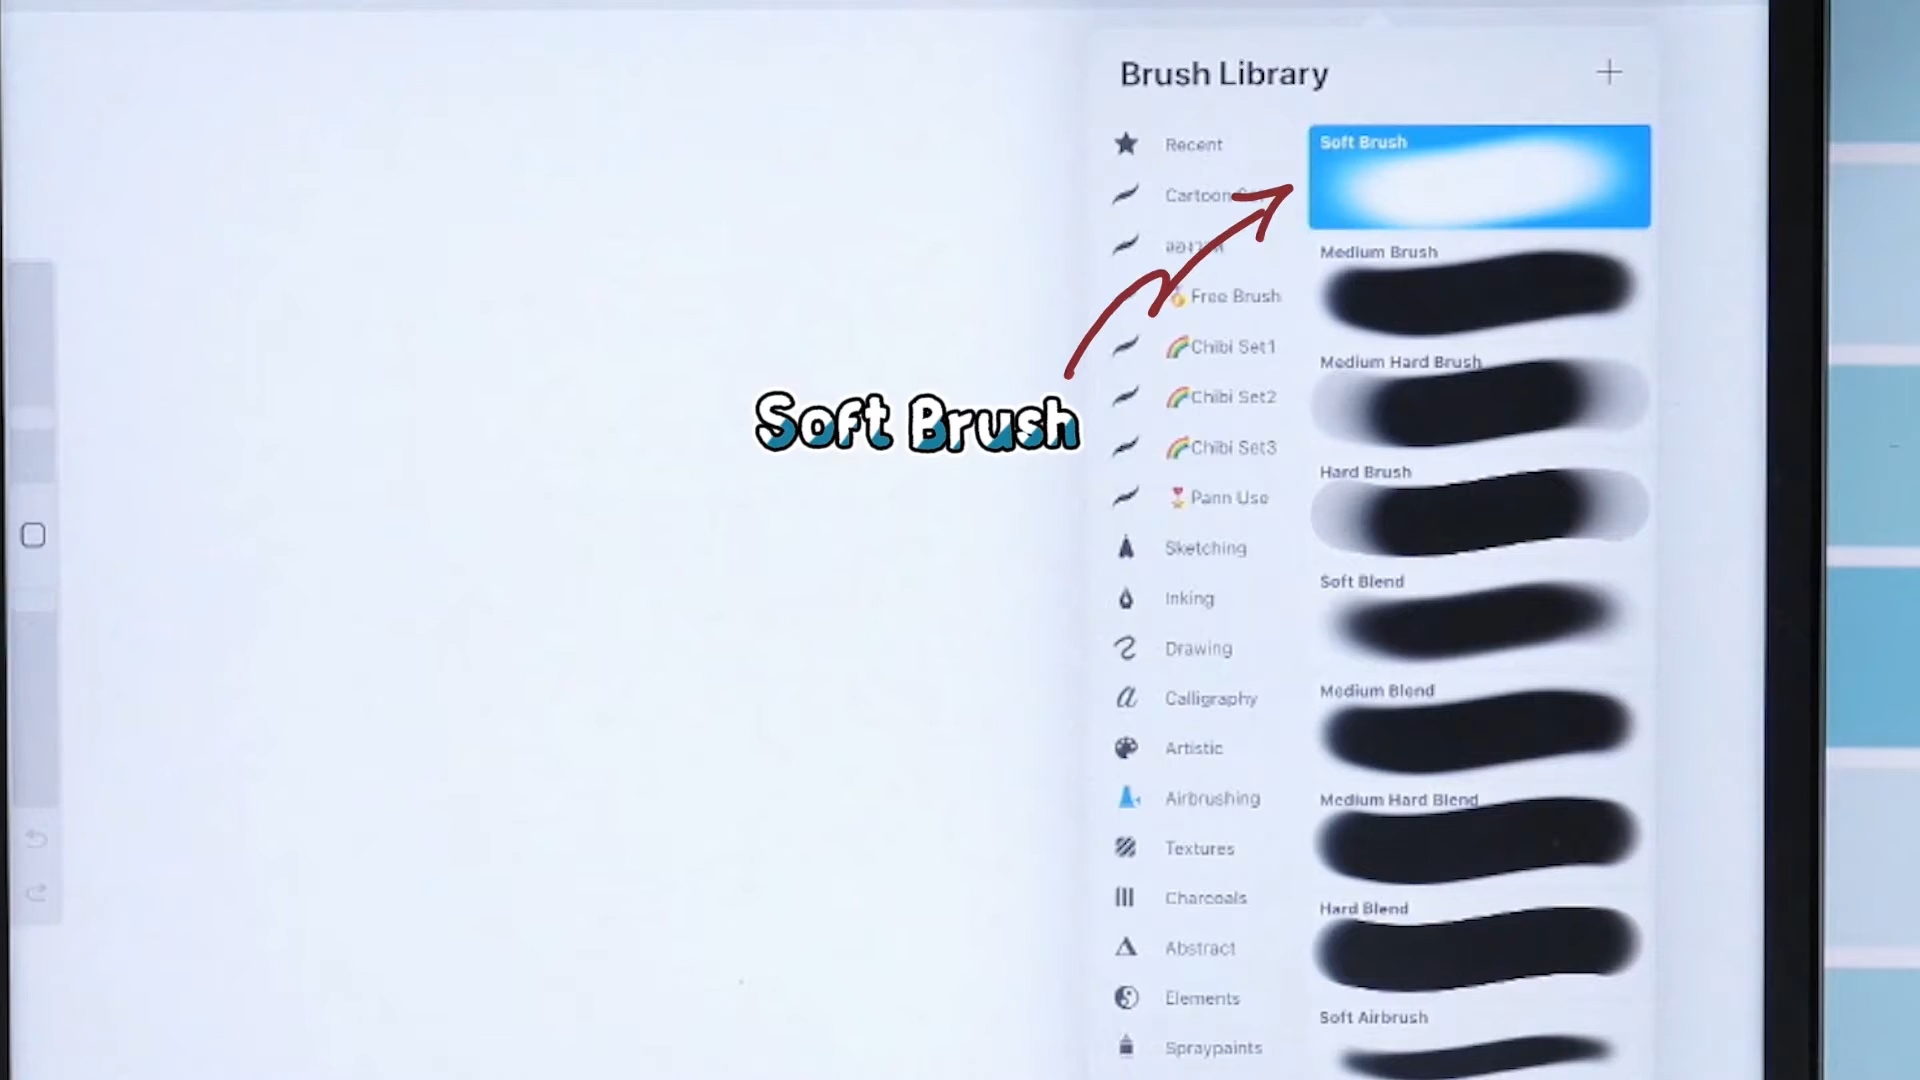 Brush Library
Recent
Cartoon
Free Brush
Chibi Set1
Chibi Set2
Chibi Set3
Pann Use
Sketching
Inking
Drawing
Calligraphy
Artistic
Airbrushing
Textures
Charcoals
Abstract
Elements
Spraypaints
Soft Brush
Medium Brush
Medium Hard Brush
Hard Brush
Soft Blend
Medium Blend
Medium Hard Blend
Hard Blend
Soft Airbrush
Soft Brush